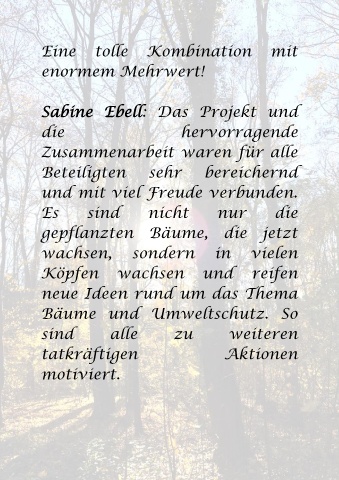 Eine tolle Kombination mit
enormem Mehrwert!
Sabine Ebell: Das Projekt und
die hervorragende
Zusammenarbeit waren für alle
Beteiligten sehr bereichernd
und mit viel Freude verbunden.
Es sind nicht nur die
gepflanzten Bäume, die jetzt
wachsen, sondern in vielen
Köpfen wachsen und reifen
neue Ideen rund um das Thema
Bäume und Umweltschutz. So
sind alle zu weiteren
tatkräftigen Aktionen
motiviert.